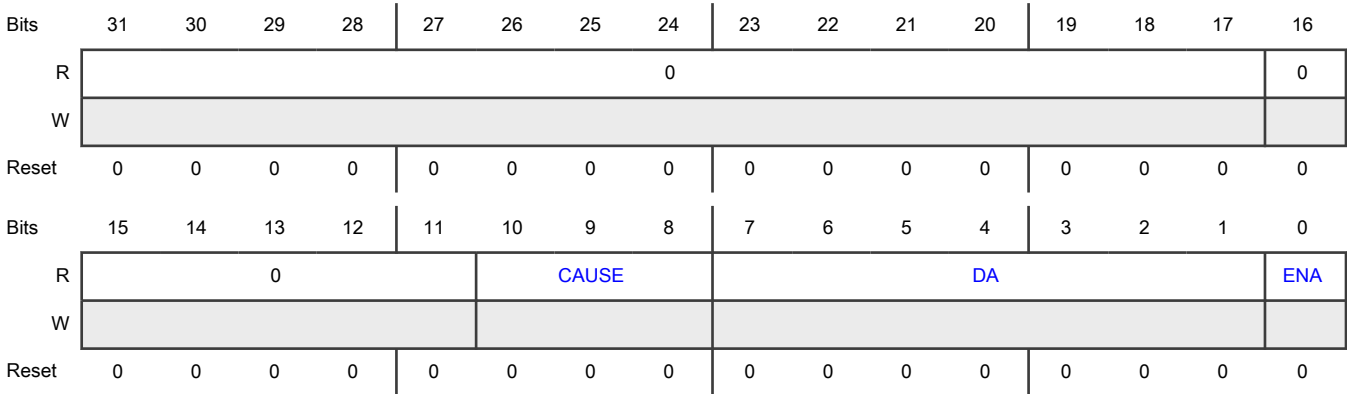 Bits 31 30 29 28 27 26 25 24 23 22 21 20 19 18 17 16
R 0 0
W
Reset 0 0 0 0 0 0 0 0 0 0 0 0 0 0 0 0
Bits 15 14 13 12 11 10 9 8 7 6 5 4 3 2 1 0
R 0 CAUSE DA ENA
W
Reset 0 0 0 0 0 0 0 0 0 0 0 0 0 0 0 0